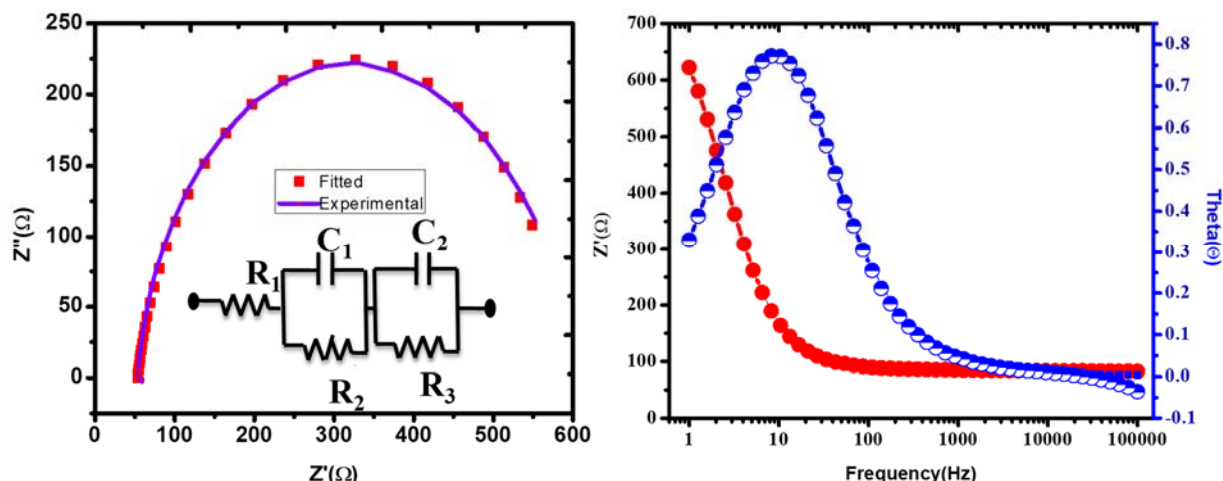 250
200
150
100
50
0
Z"(Ω)
0 100 200 300 400 500 600
Z'(Ω)
Fitted
Experimental
C1 C2
R1
R2 R3
700
600
500
400
300
200
100
0
Z'(Ω)
0.8
0.7
0.6
0.5
0.4
0.3
0.2
0.1
0.0
-0.1
Theta(Θ)
1 10 100 1000 10000 100000
Frequency(Hz)